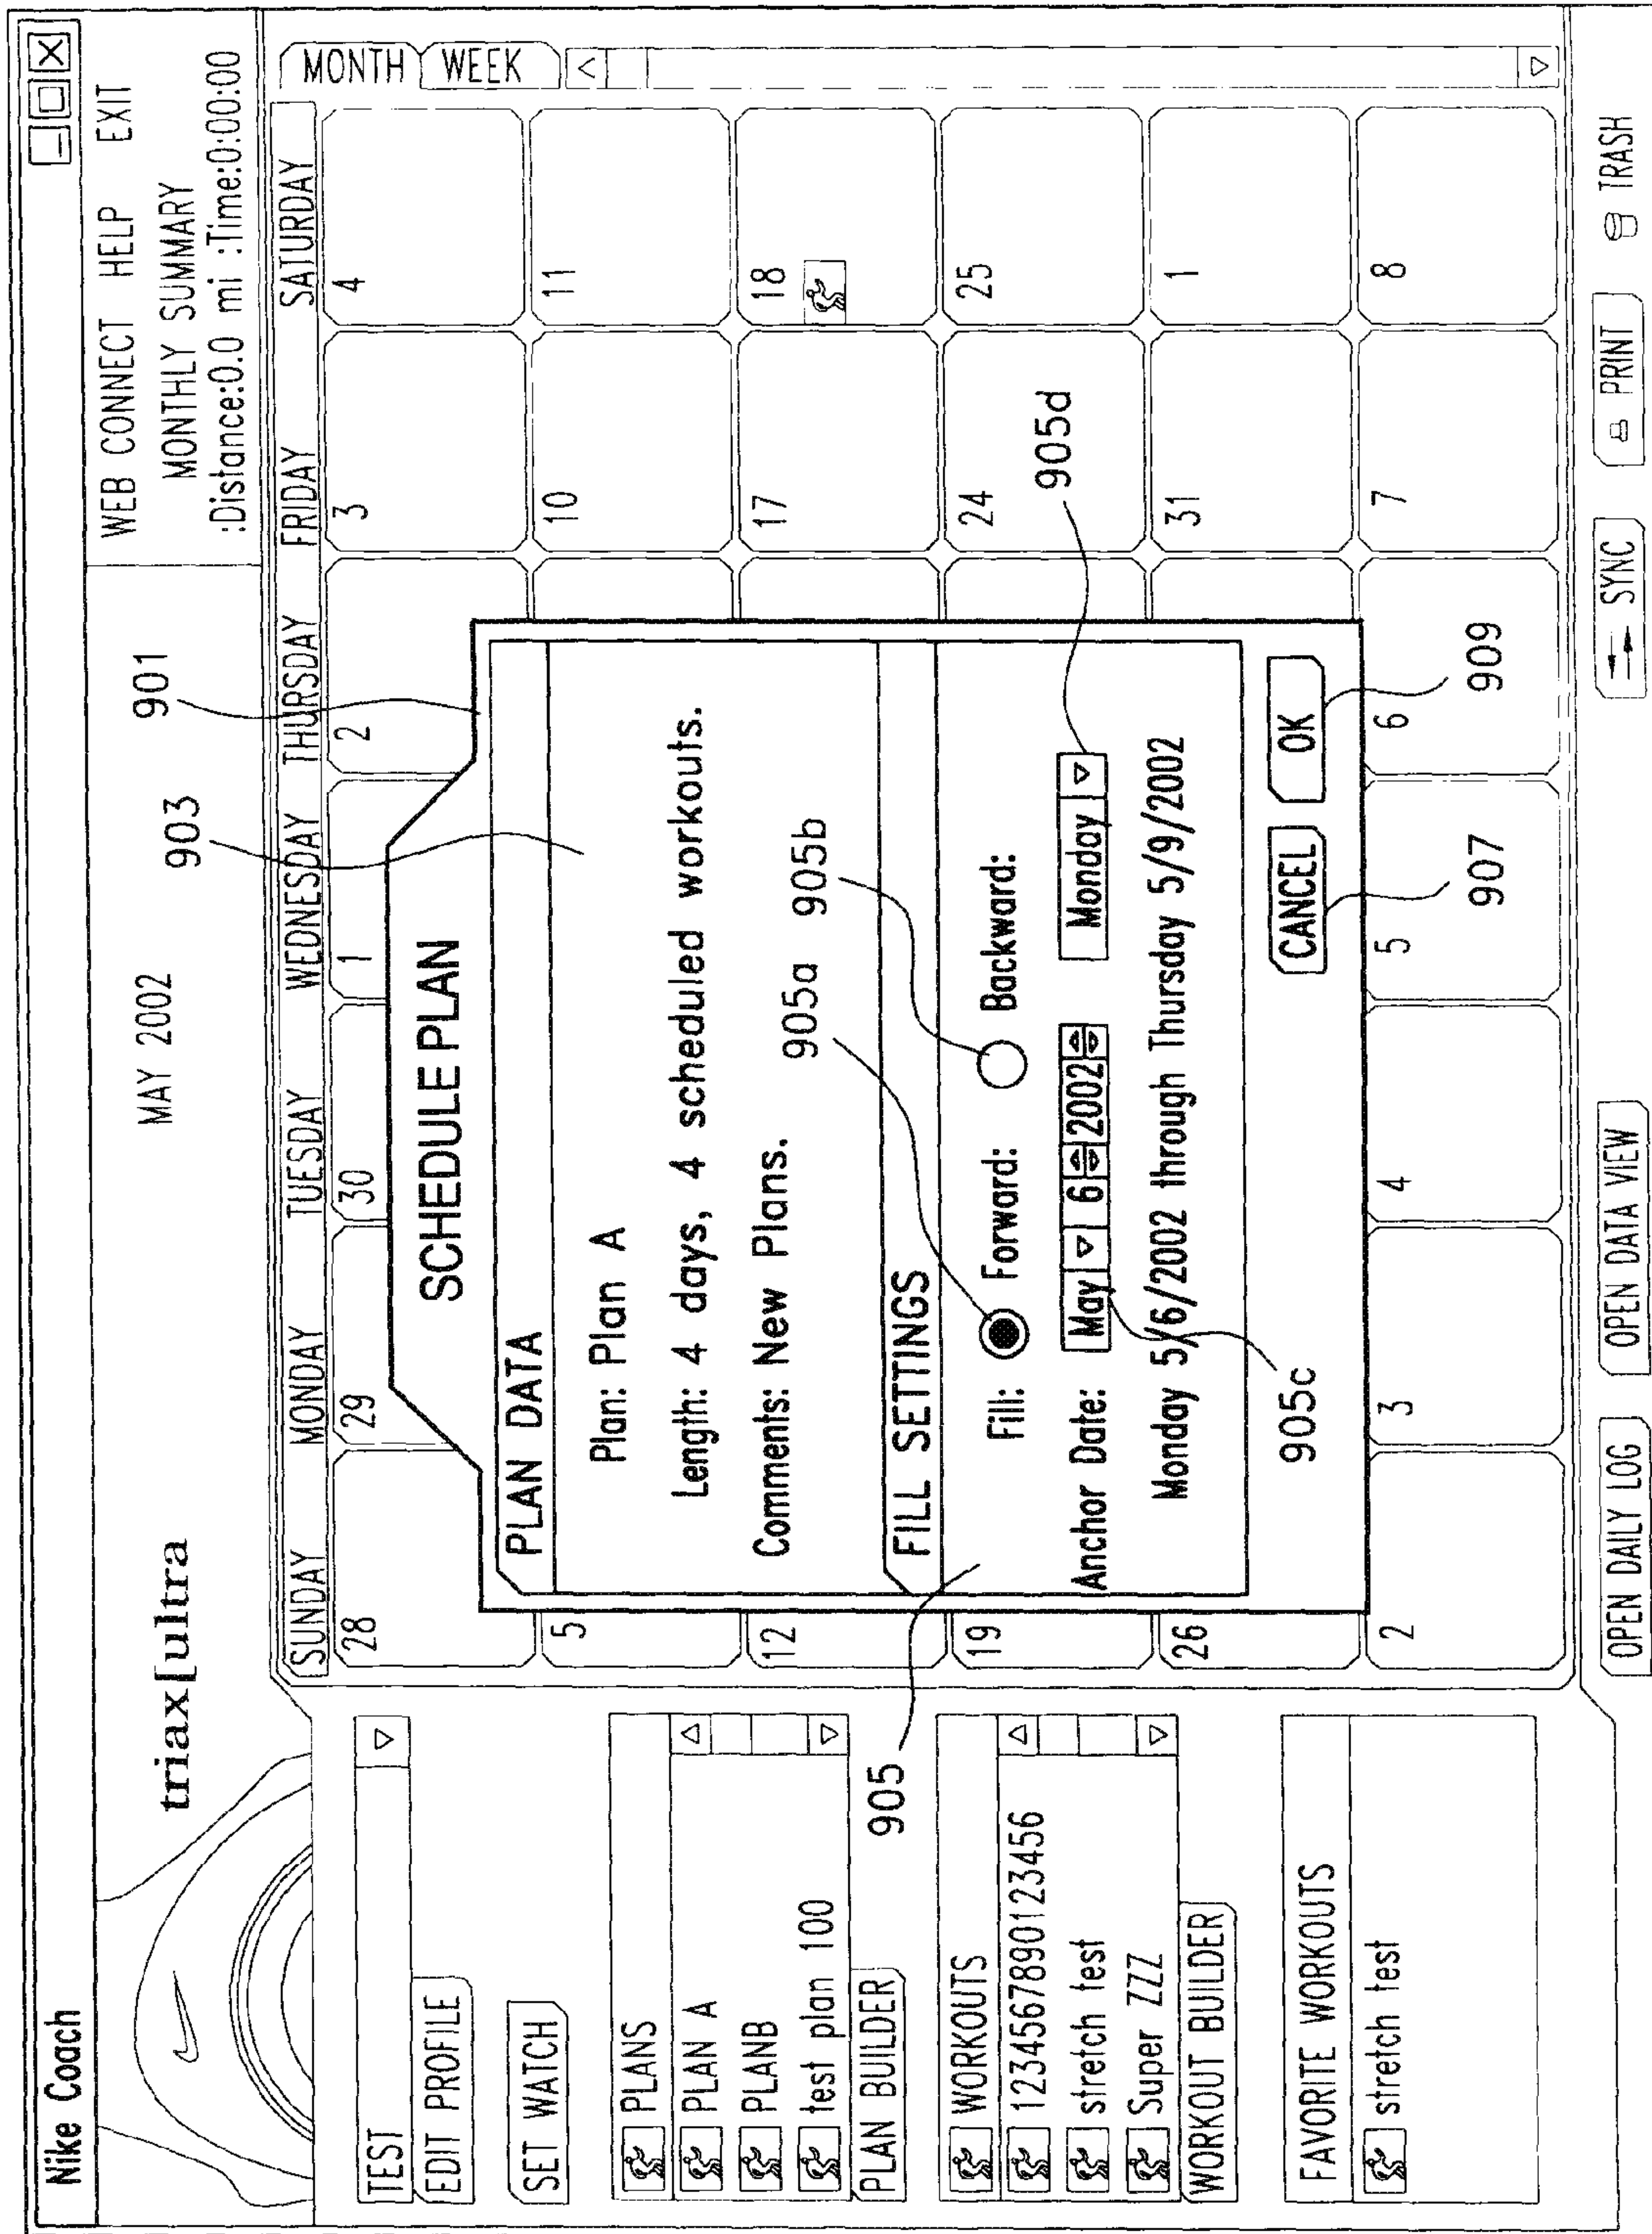 Nike Coach
triax[ultra
MAY 2002
WEB CONNECT HELP EXIT
MONTHLY SUMMARY
:Distance:0.0 mi :Time:0:00:00
TEST
EDIT PROFILE
SET WATCH
PLANS
PLAN A
PLANB
test plan 100
PLAN BUILDER
WORKOUTS
1234567890123456
stretch test
Super ZZZ
WORKOUT BUILDER
FAVORITE WORKOUTS
stretch test
SUNDAY MONDAY TUESDAY WEDNESDAY THURSDAY FRIDAY SATURDAY
MONTH
WEEK
28 29 30 1 2 3 4
5 10 11
12 17 18
19 24 25
26 31 1
2 3 4 5 6 7 8
901
903
SCHEDULE PLAN
PLAN DATA
Plan: Plan A
Length: 4 days, 4 scheduled workouts.
Comments: New Plans.
905a 905b
FILL SETTINGS
905
Fill: Forward: Backward:
905d
Anchor Date: May 6 2002 Monday
Monday 5/6/2002 through Thursday 5/9/2002
905c
CANCEL OK
907 909
OPEN DAILY LOG OPEN DATA VIEW SYNC PRINT TRASH